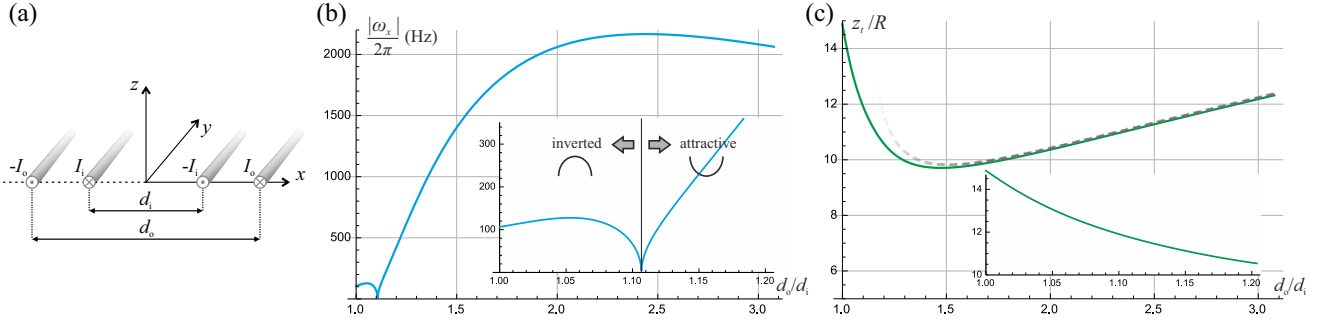 (a)
z
y
-I_o
I_i
-I_i
I_o
x
d_i
d_o
(b)
|ω_x|/2π (Hz)
2000
1500
1000
500
1.0
1.5
2.0
2.5
3.0
d_o/d_i
300
200
100
0
1.00
1.05
1.10
1.15
1.20
inverted
attractive
(c)
z_t/R
14
12
10
8
6
1.0
1.5
2.0
2.5
3.0
d_o/d_i
14
12
10
1.00
1.05
1.10
1.15
1.20